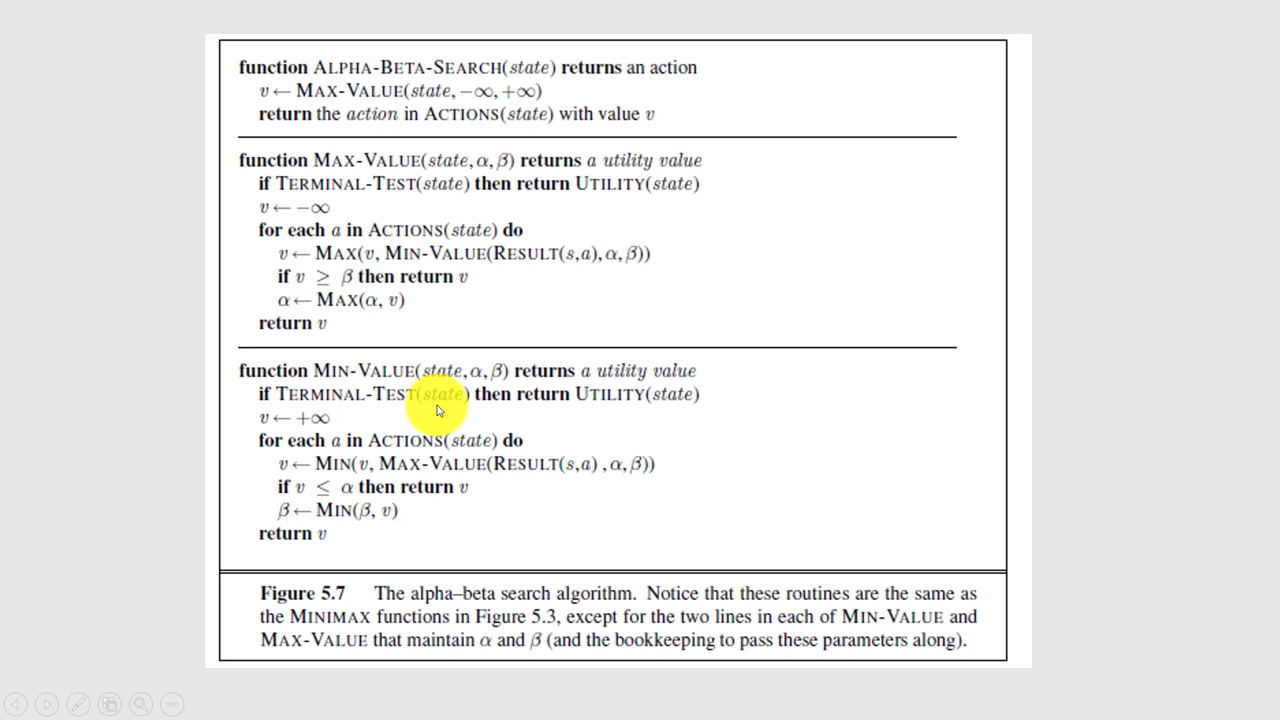 function ALPHA-BETA-SEARCH(state) returns an action
v ← MAX-VALUE(state, −∞, +∞)
return the action in ACTIONS(state) with value v
function MAX-VALUE(state, α, β) returns a utility value
if TERMINAL-TEST(state) then return UTILITY(state)
v ← −∞
for each a in ACTIONS(state) do
v ← MAX(v, MIN-VALUE(RESULT(s,a), α, β))
if v ≥ β then return v
α ← MAX(α, v)
return v
function MIN-VALUE(state, α, β) returns a utility value
if TERMINAL-TEST(state) then return UTILITY(state)
v ← +∞
for each a in ACTIONS(state) do
v ← MIN(v, MAX-VALUE(RESULT(s,a) , α, β))
if v ≤ α then return v
β ← MIN(β, v)
return v
Figure 5.7 The alpha–beta search algorithm. Notice that these routines are the same as
the MINIMAX functions in Figure 5.3, except for the two lines in each of MIN-VALUE and
MAX-VALUE that maintain α and β (and the bookkeeping to pass these parameters along).